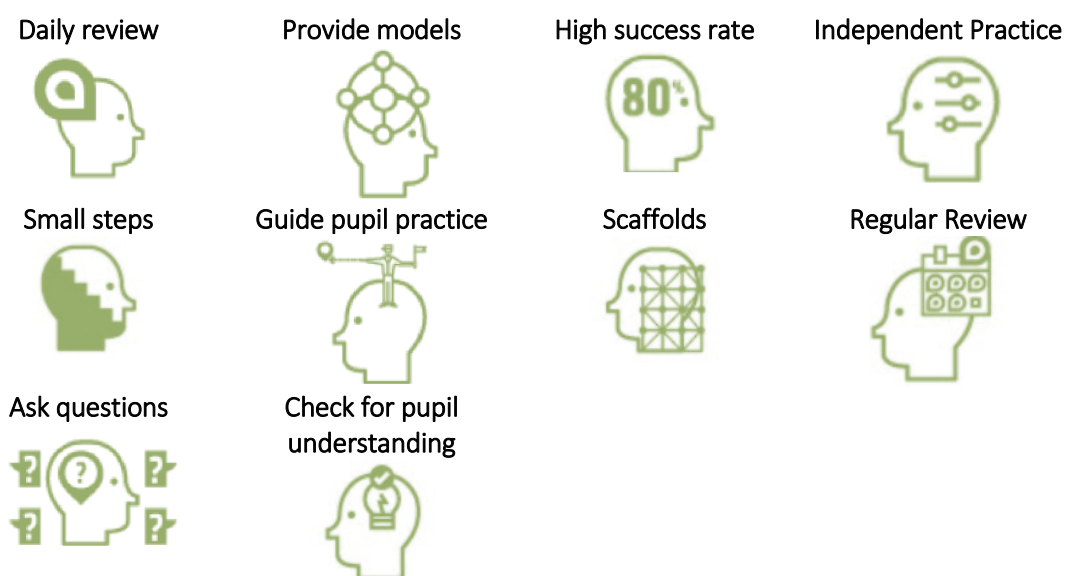 Daily review
Provide models
High success rate
Independent Practice
80%
Small steps
Guide pupil practice
Scaffolds
Regular Review
Ask questions
Check for pupil
understanding
? ? ?
? ?